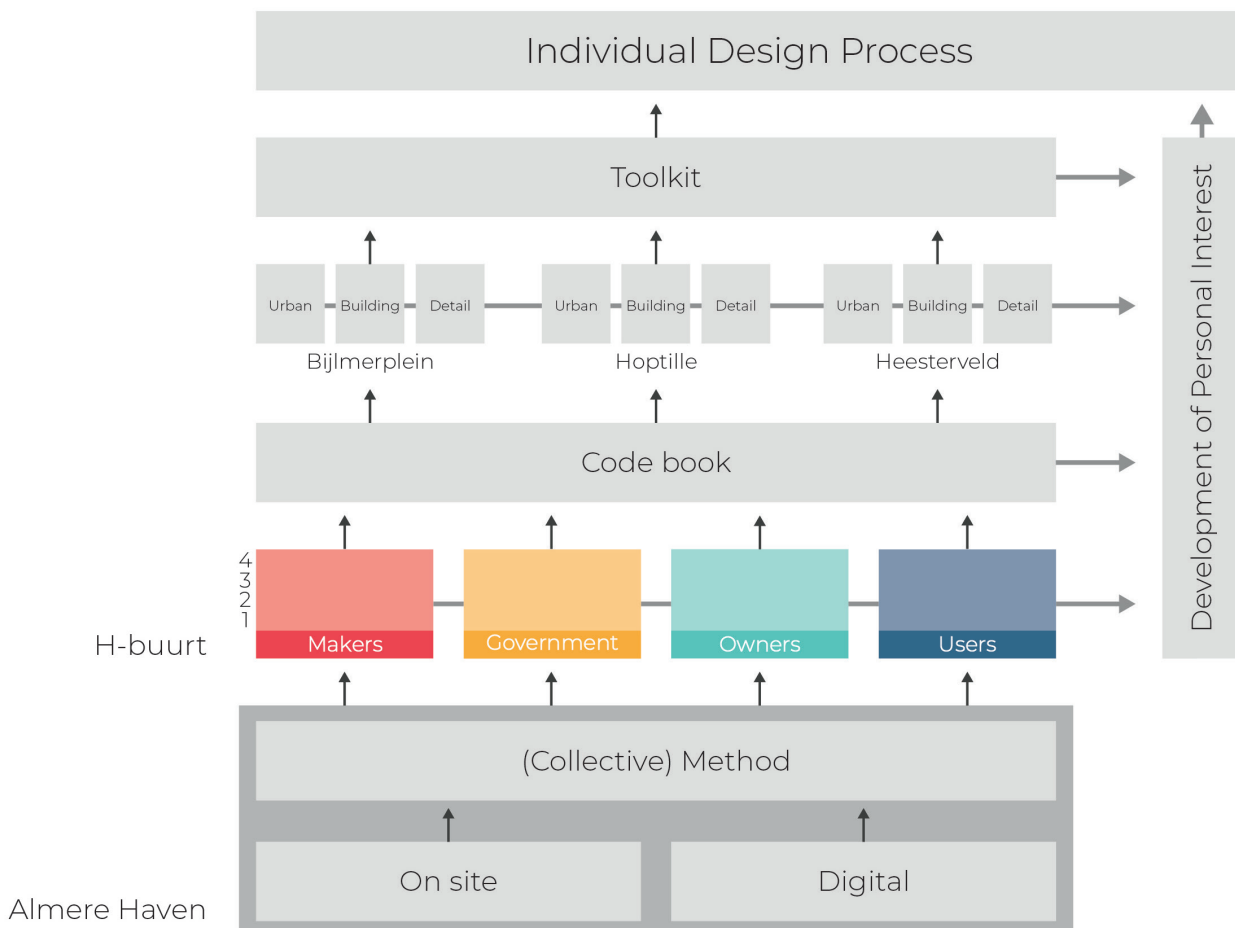 Individual Design Process
Toolkit
Urban Building Detail Urban Building Detail Urban Building Detail
Bijlmerplein Hoptille Heesterveld
Code book
4
3
2
1
H-buurt Makers Government Owners Users
(Collective) Method
On site Digital
Almere Haven
Development of Personal Interest